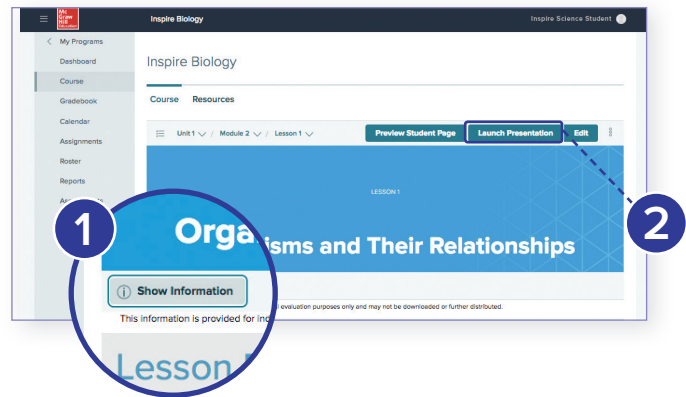 Mc
Graw
Hill
Education
Inspire Biology
Inspire Science Student
My Programs
Dashboard
Course
Gradebook
Calendar
Assignments
Roster
Reports
Inspire Biology
Course Resources
Unit 1 / Module 2 / Lesson 1
Preview Student Page Launch Presentation Edit
LESSON 1
Organisms and Their Relationships
1
2
Show Information
This information is provided for evaluation purposes only and may not be downloaded or further distributed.
Lesson